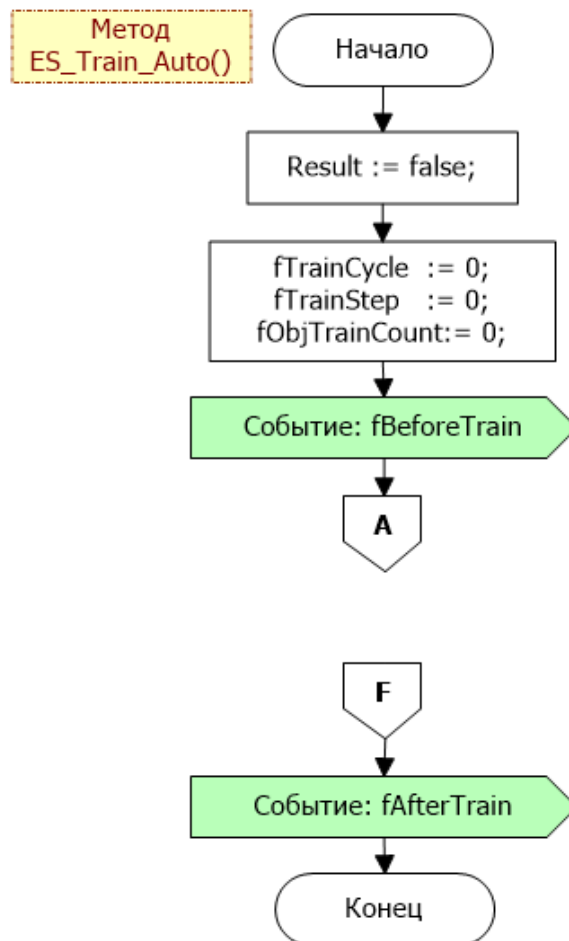 Метод
ES_Train_Auto()
Начало
Result := false;
fTrainCycle := 0;
fTrainStep := 0;
fObjTrainCount:= 0;
Событие: fBeforeTrain
A
F
Событие: fAfterTrain
Конец